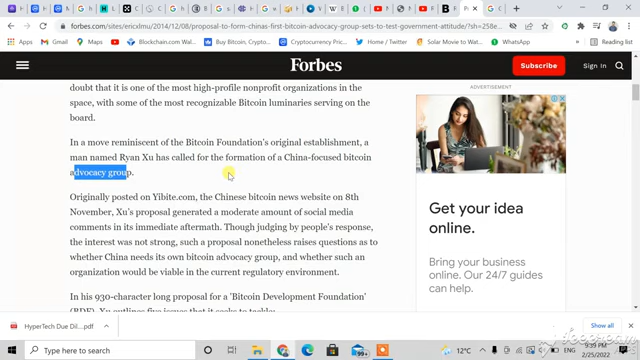 forbes.com/sites/ericxlmu/2014/12/08/proposal-to-form-chinas-first-bitcoin-advocacy-group-sets-to-test-government-attitude/?sh=258e...
YouTube
Maps
Blockchain.com Wal...
Buy Bitcoin, Crypto...
Cryptocurrency Pric...
Home / Twitter
Solar Movie to Wat...
WhatsApp
Forbes
Subscribe
Sign In
doubt that it is one of the most high-profile nonprofit organizations in the
space, with some of the most recognizable Bitcoin luminaries serving on the
board.
In a move reminiscent of the Bitcoin Foundation's original establishment, a
man named Ryan Xu has called for the formation of a China-focused bitcoin
advocacy group.
Originally posted on Yibite.com, the Chinese bitcoin news website on 8th
November, Xu's proposal generated a moderate amount of social media
comments in its immediate aftermath. Though judging by people's response,
the interest was not strong, such a proposal nonetheless raises questions as to
whether China needs its own bitcoin advocacy group, and whether such an
organization would be viable in the current regulatory environment.
In his 930-character long proposal for a 'Bitcoin Development Foundation'
(BDF), Xu outlines five issues that it seeks to tackle:
ADVERTISEMENT
Get your idea
online.
Bring your business
online. Our 24/7 guides
can help.
HyperTech Due Dil....pdf
Show all
Type here to search
99+
12°C
9:39 PM
2/25/2022